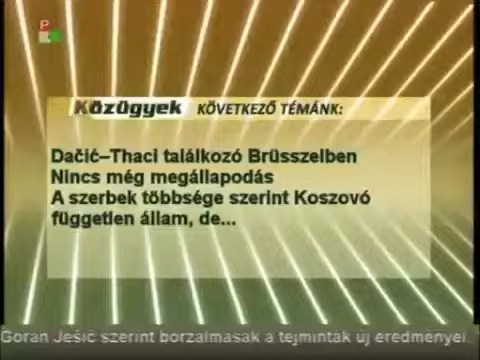 P
Közügyek KÖVETKEZŐ TÉMÁNK:
Dačić–Thaci találkozó Brüsszelben
Nincs még megállapodás
A szerbek többsége szerint Koszovó
független állam, de...
Goran Ješić szerint borzalmasak a tejminták új eredményei.